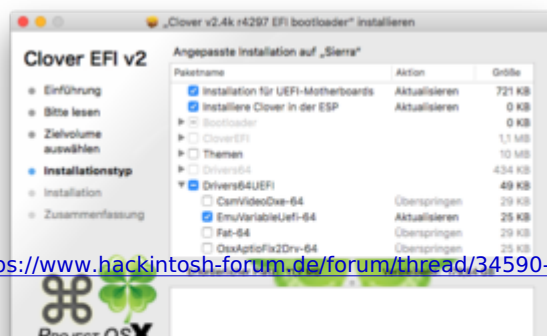 „Clover v2.4k r4297 EFI bootloader“ installieren
Clover EFI v2
Angepasste Installation auf „Sierra“
Paketname Aktion Größe
Einführung
Bitte lesen
Zielvolume
auswählen
Installationstyp
Installation
Zusammenfassung
Installation für UEFI-Motherboards Aktualisieren 721 KB
Installiere Clover in der ESP Aktualisieren 0 KB
Bootloader 0 KB
CloverEFI 1,1 MB
Themen 10 MB
Drivers64 434 KB
Drivers64UEFI 49 KB
CsmVideoDxe-64 Überspringen 29 KB
EmuVariableUefi-64 Aktualisieren 25 KB
Fat-64 Überspringen 29 KB
OsxAptioFix2Drv-64 Überspringen 25 KB
ps://www.hackintosh-forum.de/forum/thread/34590-
PROJECT OSX